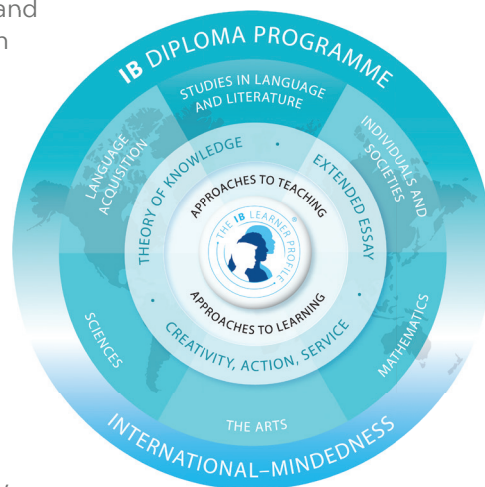 and
n
IB DIPLOMA PROGRAMME
STUDIES IN LANGUAGE
AND LITERATURE
LANGUAGE
ACQUISITION
INDIVIDUALS AND
SOCIETIES
THEORY OF KNOWLEDGE
EXTENDED ESSAY
APPROACHES TO TEACHING
THE IB LEARNER PROFILE
®
APPROACHES TO LEARNING
CREATIVITY, ACTION, SERVICE
SCIENCES
MATHEMATICS
THE ARTS
INTERNATIONAL–MINDEDNESS